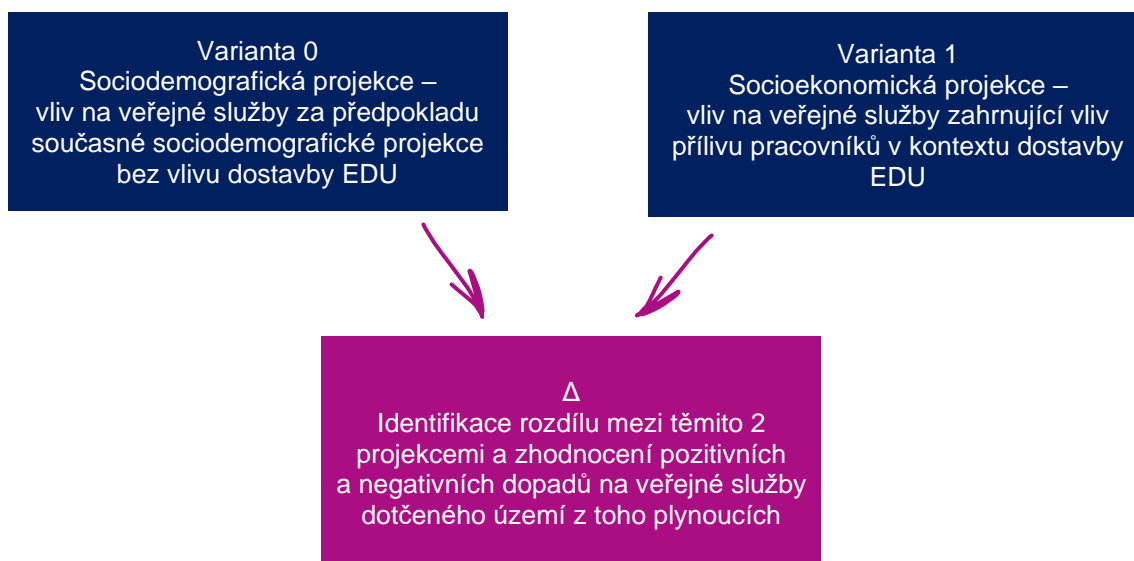 Varianta 0
Sociodemografická projekce –
vliv na veřejné služby za předpokladu
současné sociodemografické projekce
bez vlivu dostavby EDU
Varianta 1
Socioekonomická projekce –
vliv na veřejné služby zahrnující vliv
přílivu pracovníků v kontextu dostavby
EDU
Δ
Identifikace rozdílu mezi těmito 2
projekcemi a zhodnocení pozitivních
a negativních dopadů na veřejné služby
dotčeného území z toho plynoucích